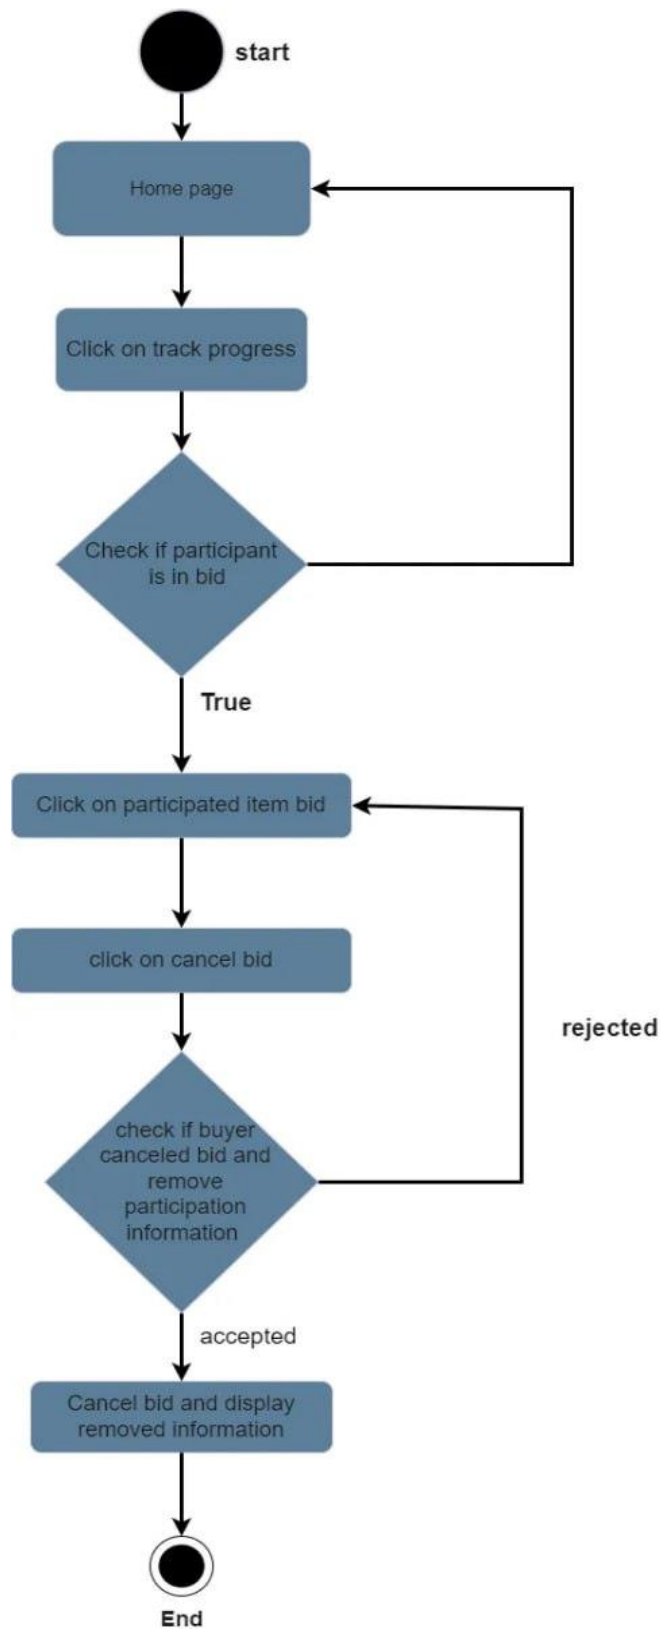 start
Home page
Click on track progress
Check if participant
is in bid
True
Click on participated item bid
click on cancel bid
rejected
check if buyer
canceled bid and
remove
participation
information
accepted
Cancel bid and display
removed information
End